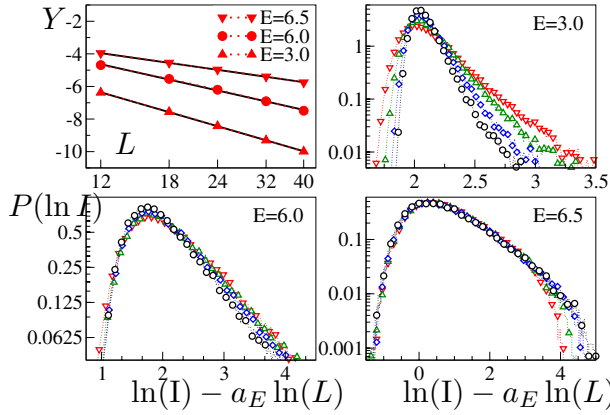 Y
-4
-6
-8
-10
E=6.5
E=6.0
E=3.0
L
12 18 24 32 40
1
0.1
0.01
E=3.0
2 2.5 3 3.5
P(ln I)
0.5
0.25
0.125
0.0625
E=6.0
1 2 3 4
ln(I) − a_E ln(L)
0.1
0.01
0.001
E=6.5
0 2 4
ln(I) − a_E ln(L)